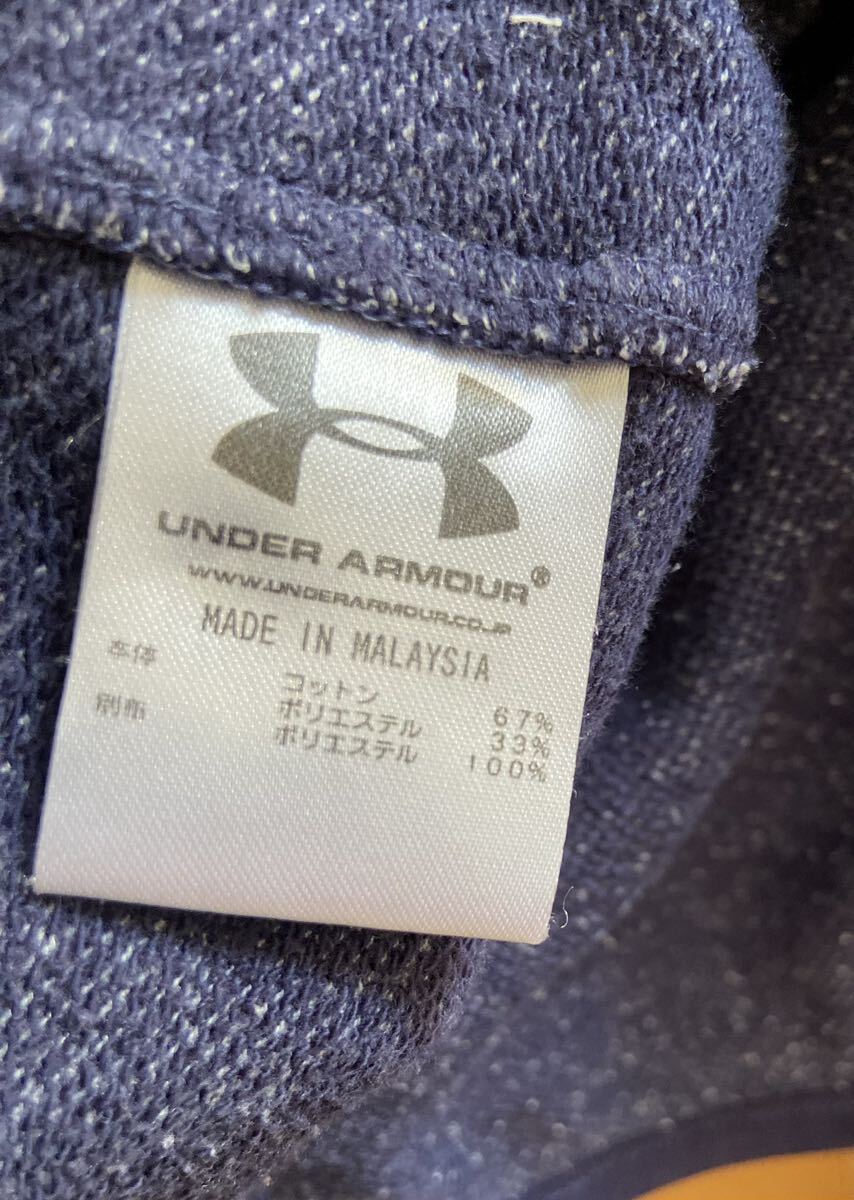 UNDER ARMOUR®
WWW.UNDERARMOUR.CO.JP
MADE IN MALAYSIA
本体 コットン 67%
ポリエステル 33%
別布 ポリエステル 100%